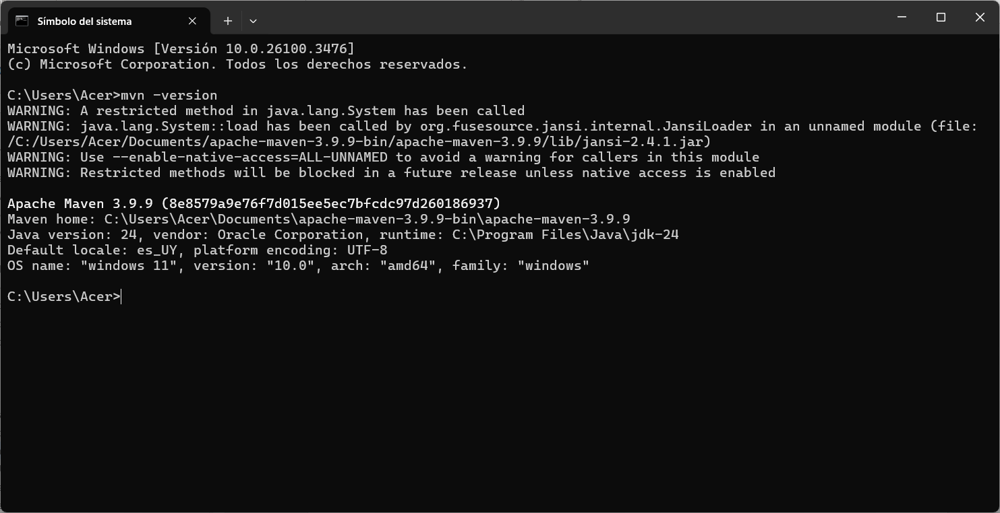 Símbolo del sistema
Microsoft Windows [Versión 10.0.26100.3476]
(c) Microsoft Corporation. Todos los derechos reservados.
C:\Users\Acer>mvn -version
WARNING: A restricted method in java.lang.System has been called
WARNING: java.lang.System::load has been called by org.fusesource.jansi.internal.JansiLoader in an unnamed module (file:
/C:/Users/Acer/Documents/apache-maven-3.9.9-bin/apache-maven-3.9.9/lib/jansi-2.4.1.jar)
WARNING: Use --enable-native-access=ALL-UNNAMED to avoid a warning for callers in this module
WARNING: Restricted methods will be blocked in a future release unless native access is enabled
Apache Maven 3.9.9 (8e8579a9e76f7d015ee5ec7bfcdc97d260186937)
Maven home: C:\Users\Acer\Documents\apache-maven-3.9.9-bin\apache-maven-3.9.9
Java version: 24, vendor: Oracle Corporation, runtime: C:\Program Files\Java\jdk-24
Default locale: es_UY, platform encoding: UTF-8
OS name: "windows 11", version: "10.0", arch: "amd64", family: "windows"
C:\Users\Acer>